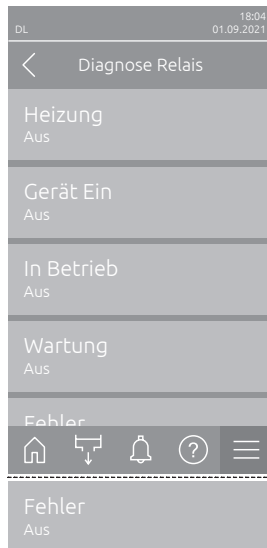 18:04
DL 01.09.2021
Diagnose Relais
Heizung
Aus
Gerät Ein
Aus
In Betrieb
Aus
Wartung
Aus
Fehler
?
Fehler
Aus